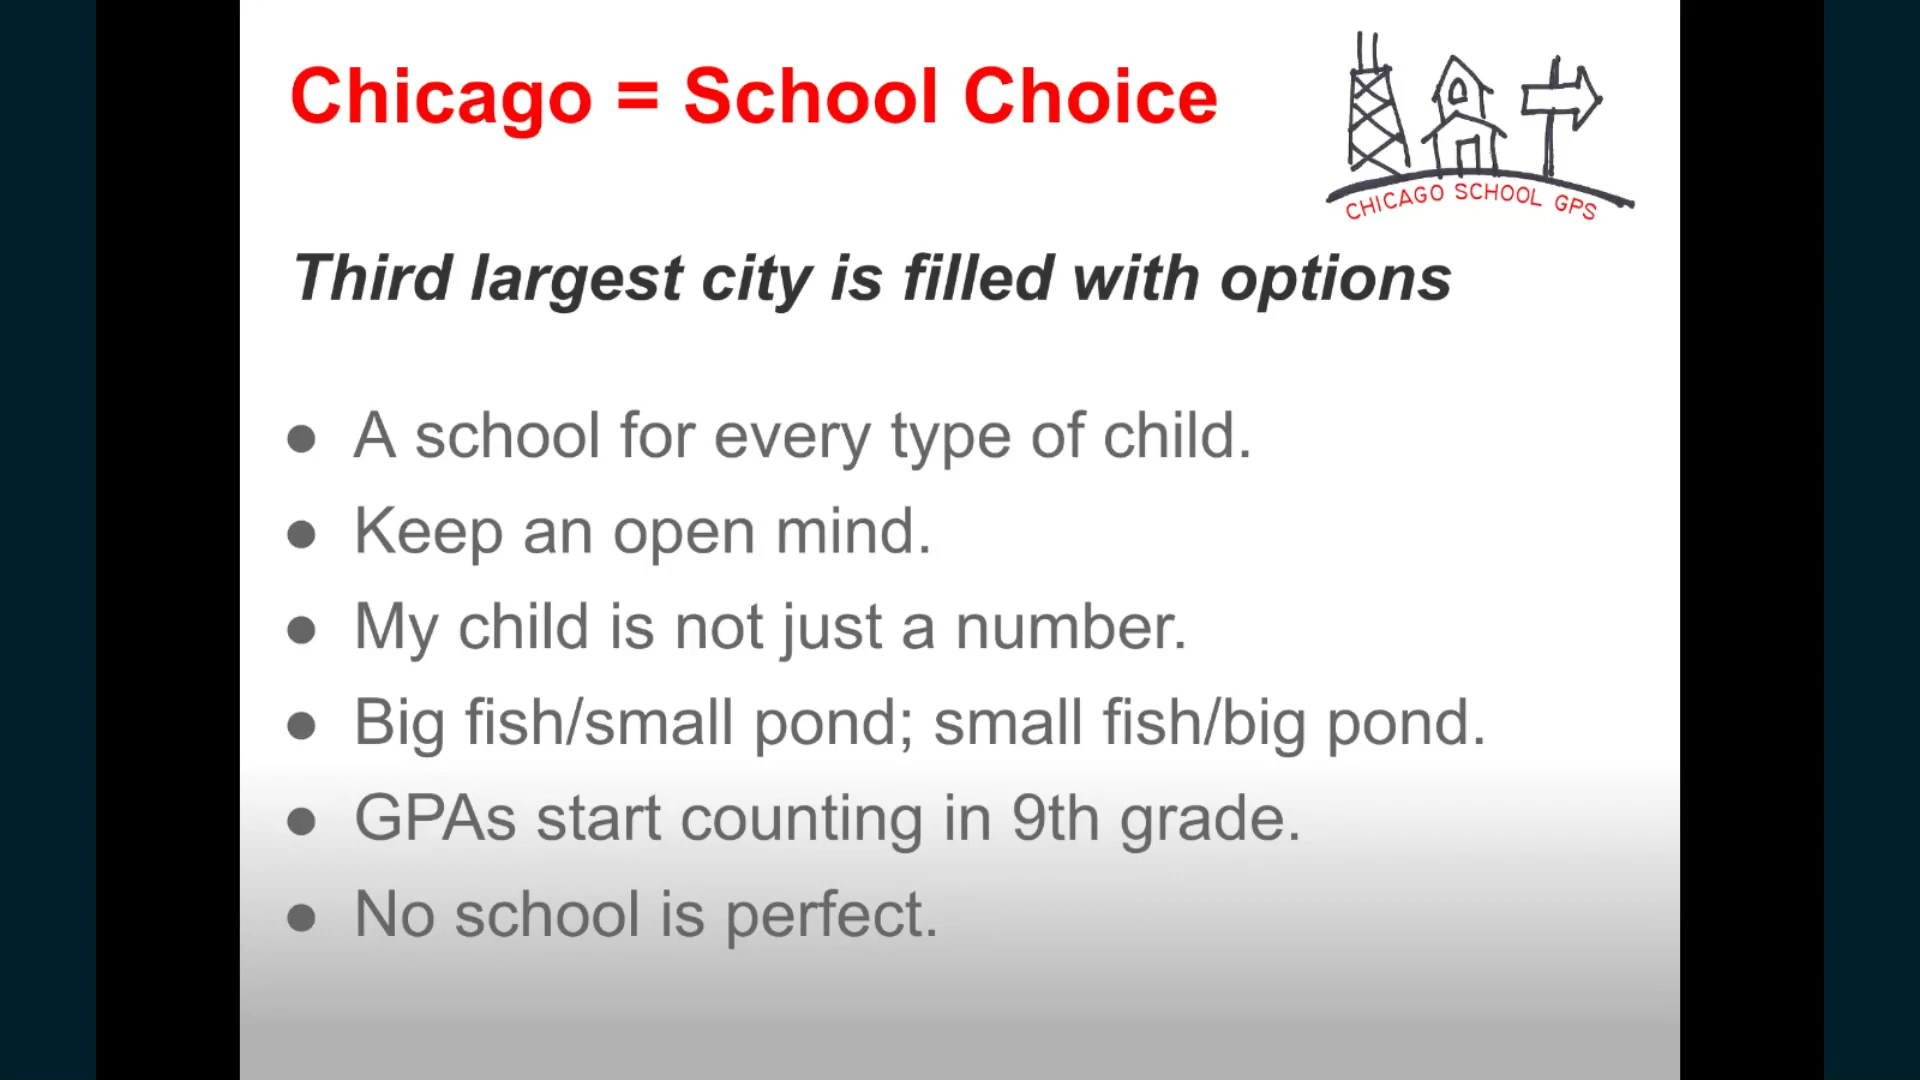 Chicago = School Choice
CHICAGO SCHOOL GPS
Third largest city is filled with options
● A school for every type of child.
● Keep an open mind.
● My child is not just a number.
● Big fish/small pond; small fish/big pond.
● GPAs start counting in 9th grade.
● No school is perfect.